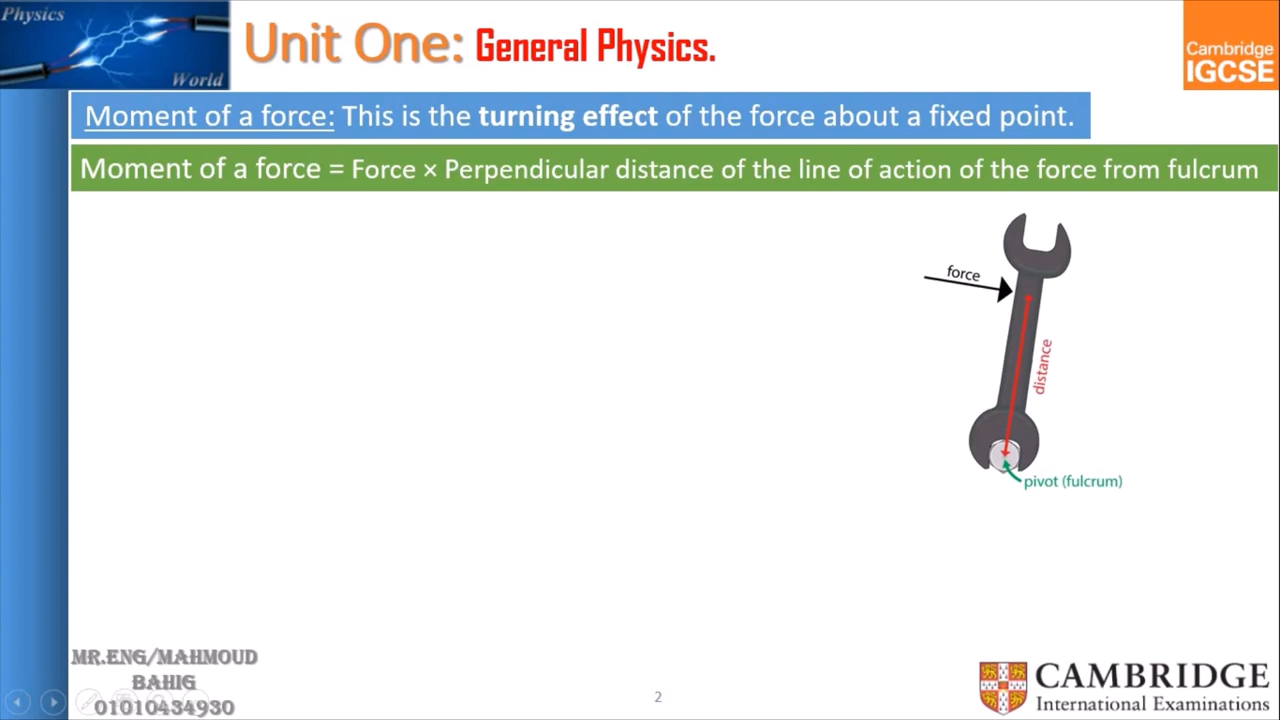 Physics
World
Unit One: General Physics.
Cambridge
IGCSE
Moment of a force: This is the turning effect of the force about a fixed point.
Moment of a force = Force × Perpendicular distance of the line of action of the force from fulcrum
force
distance
pivot (fulcrum)
MR.ENG/MAHMOUD
BAHIG
01010434930
2
CAMBRIDGE
International Examinations